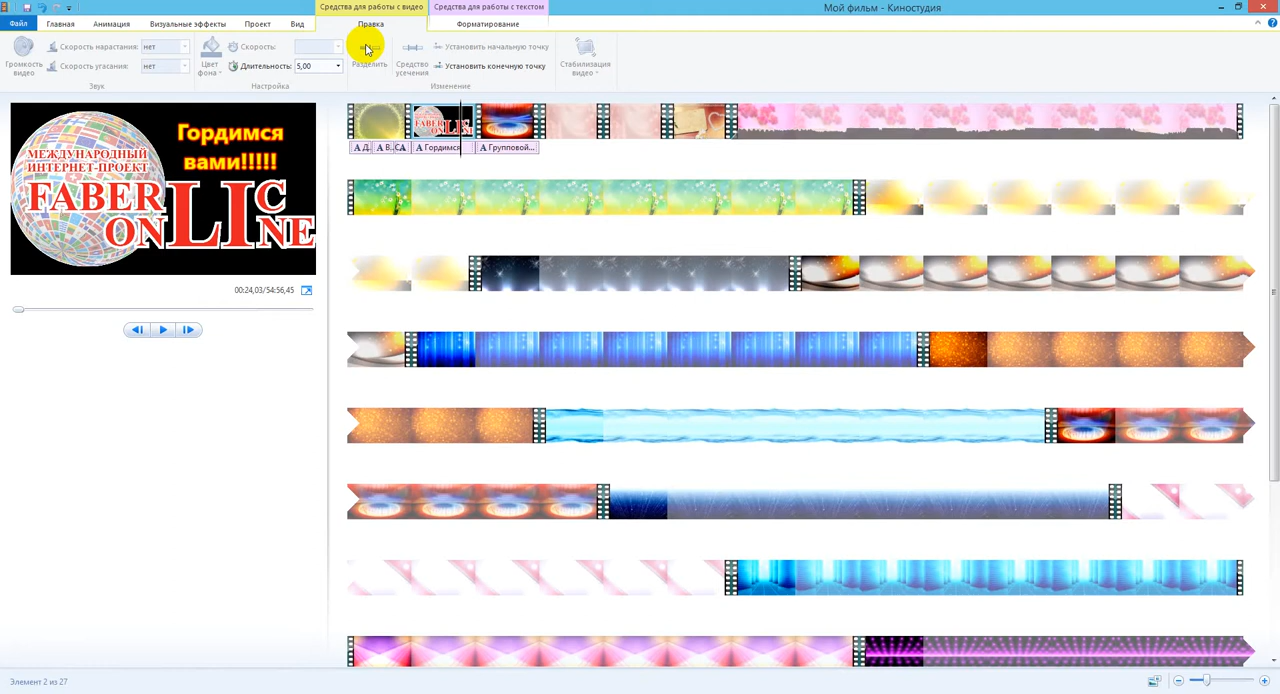 Средства для работы с видео
Средства для работы с текстом
Мой фильм - Киностудия
Файл
Главная
Анимация
Визуальные эффекты
Проект
Вид
Правка
Форматирование
Громкость видео
Скорость нарастания:
нет
Скорость угасания:
нет
Звук
Цвет фона
Скорость:
Длительность:
5,00
Настройка
Разделить
Средство усечения
Установить начальную точку
Установить конечную точку
Изменение
Стабилизация видео
Гордимся
вами!!!!!
МЕЖДУНАРОДНЫЙ
ИНТЕРНЕТ-ПРОЕКТ
FABERLIC
ONLINE
00:24,03/54:56,45
A Д..
A В..
СA
A Гордимся
A Групповой...
Элемент 2 из 27